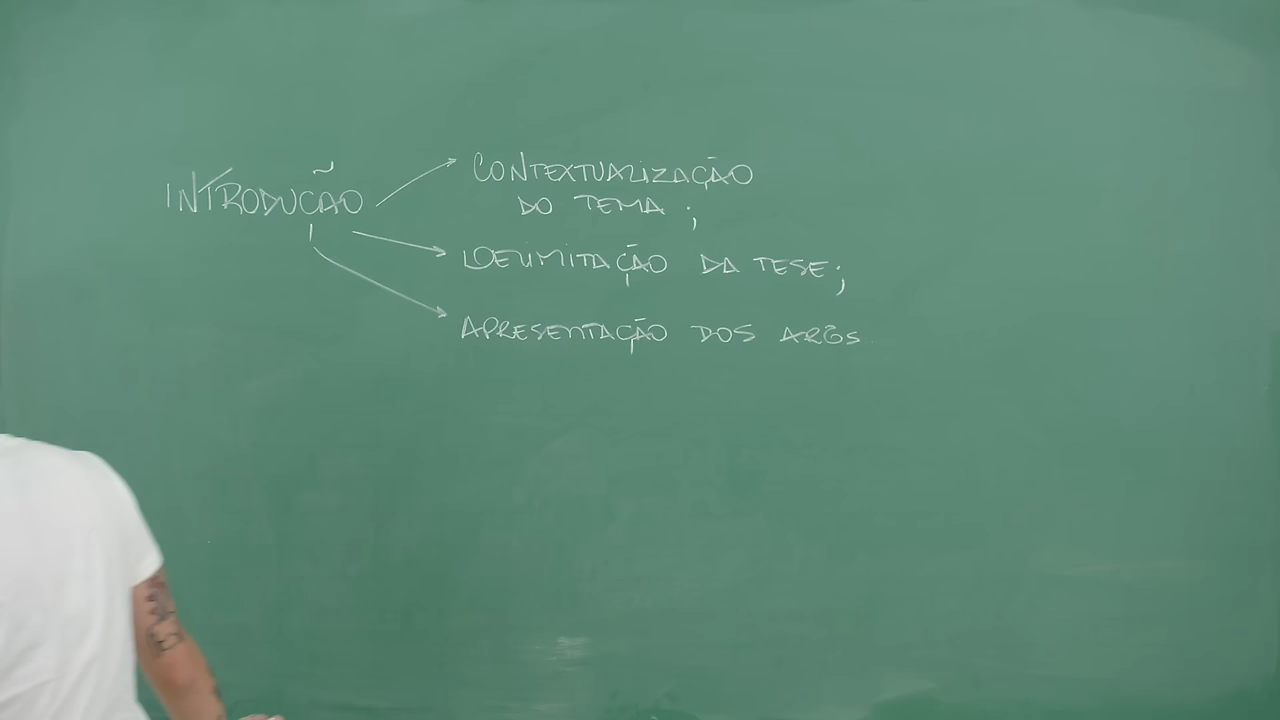 INTRODUÇÃO
CONTEXTUALIZAÇÃO
DO TEMA ;
DELIMITAÇÃO DA TESE;
APRESENTAÇÃO DOS ARGS